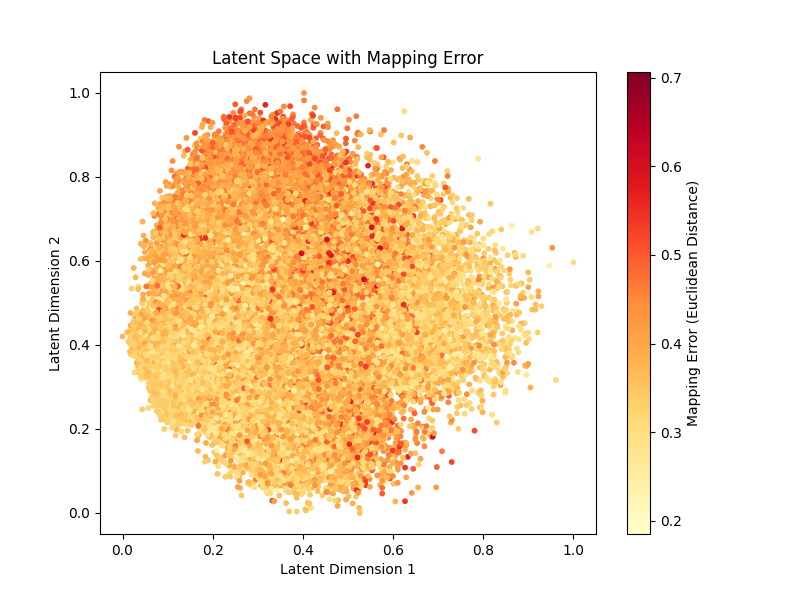 Latent Space with Mapping Error
1.0
0.8
0.6
0.4
0.2
0.0
Latent Dimension 2
0.0 0.2 0.4 0.6 0.8 1.0
Latent Dimension 1
0.7
0.6
0.5
0.4
0.3
0.2
Mapping Error (Euclidean Distance)